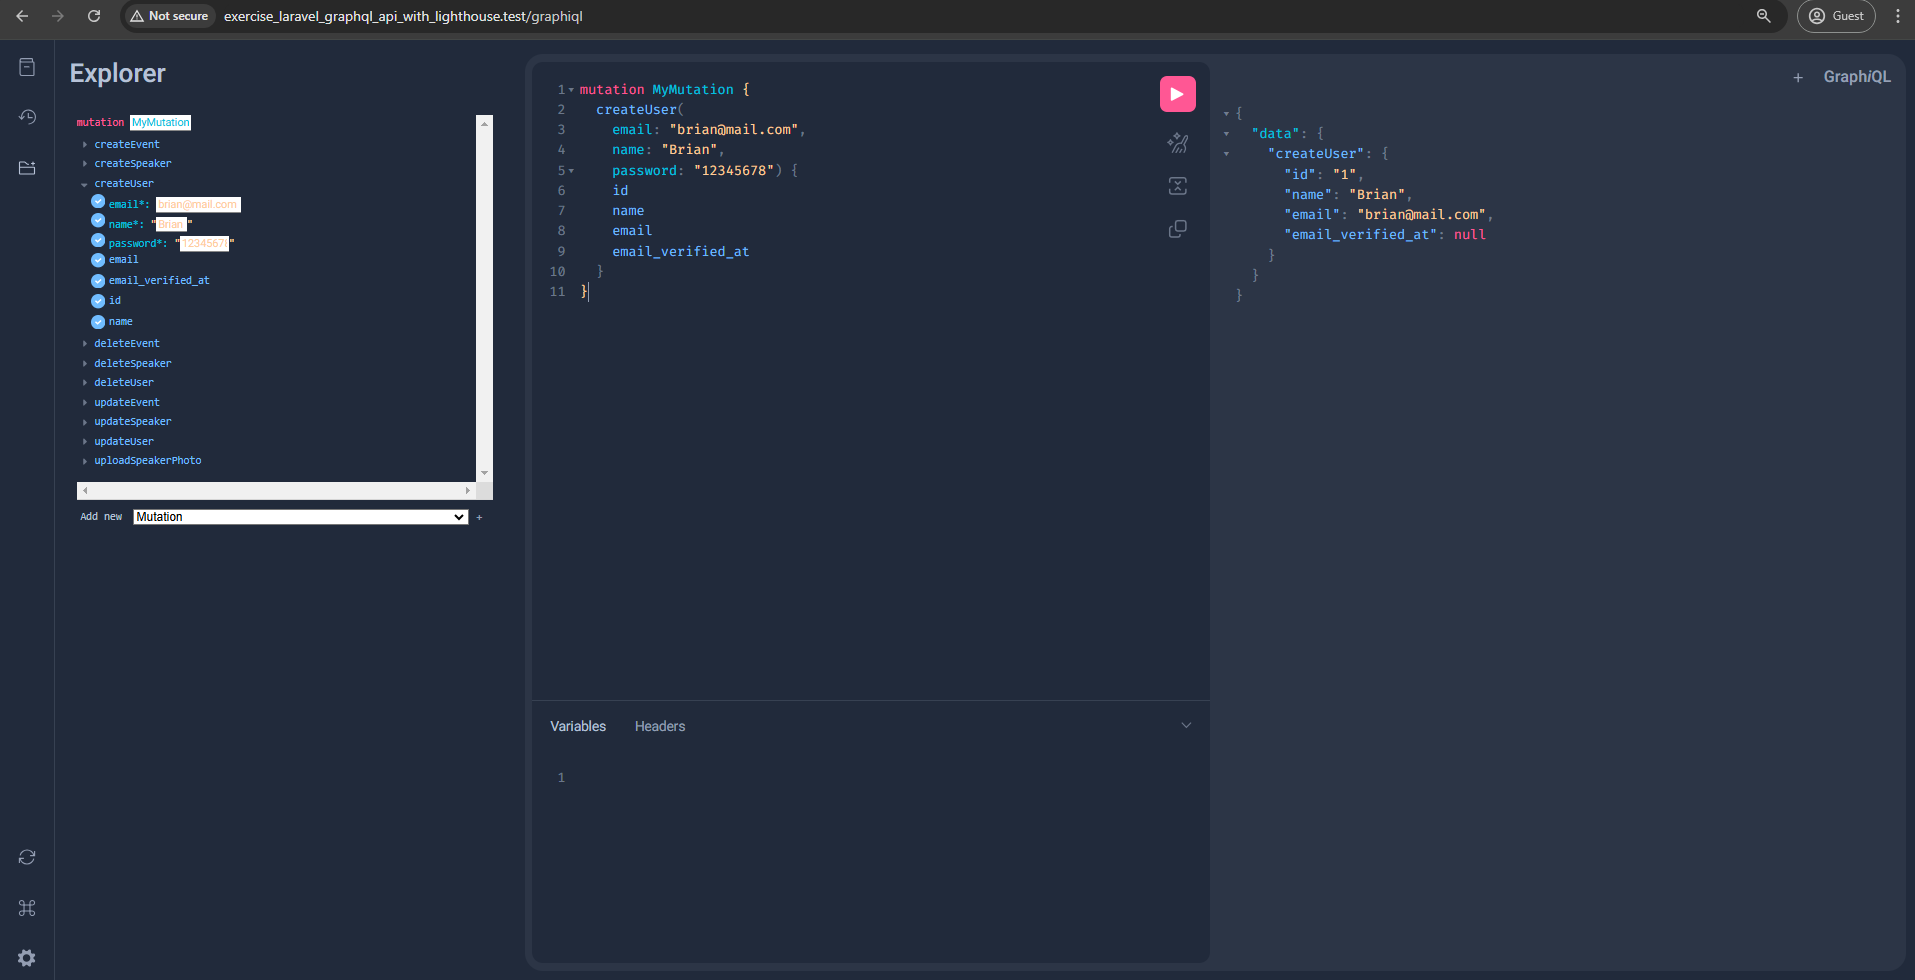 Not secure
exercise_laravel_graphql_api_with_lighthouse.test/graphiql
Guest
Explorer
mutation MyMutation
createEvent
createSpeaker
createUser
email*: brian@mail.com
name*: "Brian"
password*: "12345678"
email
email_verified_at
id
name
deleteEvent
deleteSpeaker
deleteUser
updateEvent
updateSpeaker
updateUser
uploadSpeakerPhoto
Add new Mutation +
1 mutation MyMutation {
2 createUser(
3 email: "brian@mail.com",
4 name: "Brian",
5 password: "12345678") {
6 id
7 name
8 email
9 email_verified_at
10 }
11 }
Variables Headers
1
+ GraphiQL
{
"data": {
"createUser": {
"id": "1",
"name": "Brian",
"email": "brian@mail.com",
"email_verified_at": null
}
}
}